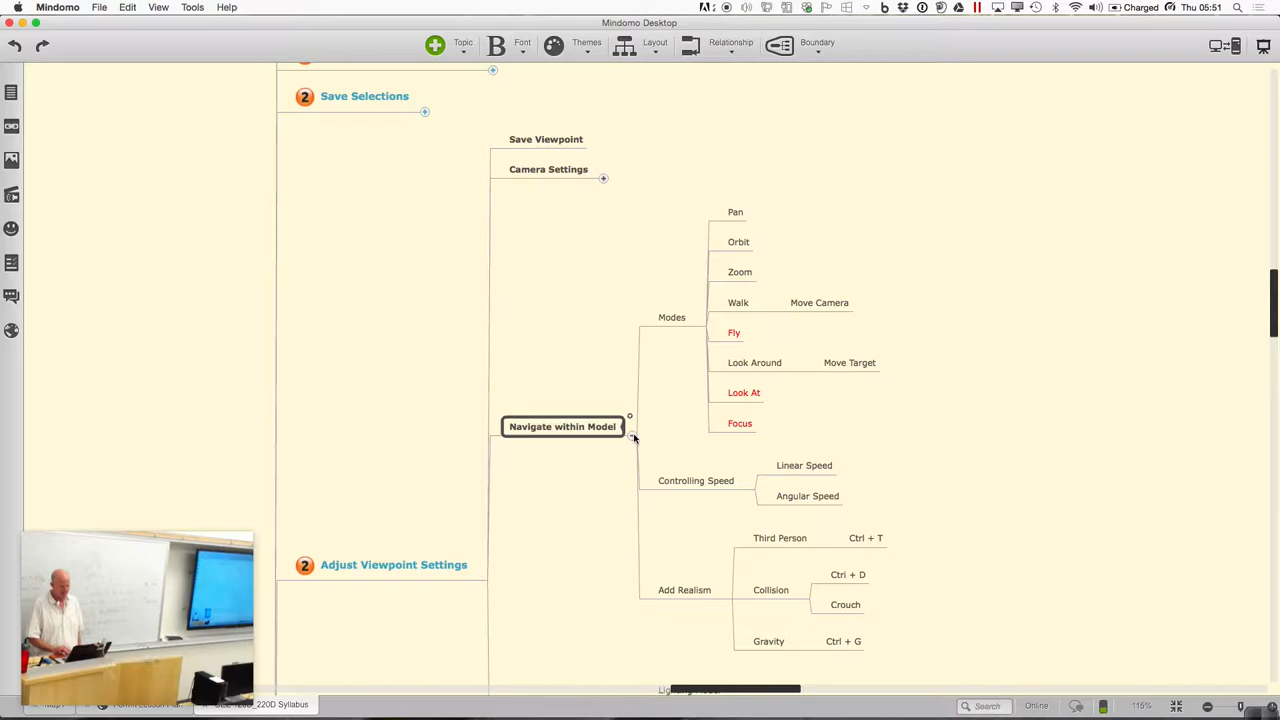 Mindomo File Edit View Tools Help
Charged Thu 05:51
Mindomo Desktop
Topic
B Font
Themes
Layout
Relationship
Boundary
2 Save Selections
Save Viewpoint
Camera Settings
Pan
Orbit
Zoom
Walk Move Camera
Modes
Fly
Look Around Move Target
Look At
Focus
Navigate within Model
Linear Speed
Controlling Speed
Angular Speed
Third Person Ctrl + T
2 Adjust Viewpoint Settings
Ctrl + D
Add Realism
Collision
Crouch
Gravity Ctrl + G
220D Syllabus
Search
Online
115%